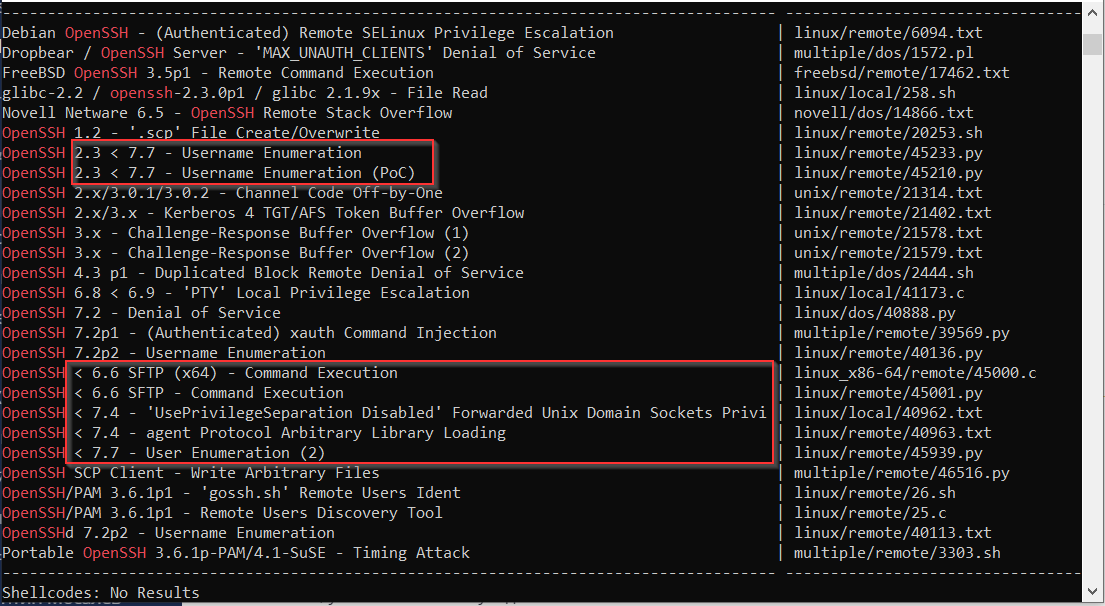 Debian OpenSSH - (Authenticated) Remote SELinux Privilege Escalation | linux/remote/6094.txt
Dropbear / OpenSSH Server - 'MAX_UNAUTH_CLIENTS' Denial of Service | multiple/dos/1572.pl
FreeBSD OpenSSH 3.5p1 - Remote Command Execution | freebsd/remote/17462.txt
glibc-2.2 / openssh-2.3.0p1 / glibc 2.1.9x - File Read | linux/local/258.sh
Novell Netware 6.5 - OpenSSH Remote Stack Overflow | novell/dos/14866.txt
OpenSSH 1.2 - '.scp' File Create/Overwrite | linux/remote/20253.sh
OpenSSH 2.3 < 7.7 - Username Enumeration | linux/remote/45233.py
OpenSSH 2.3 < 7.7 - Username Enumeration (PoC) | linux/remote/45210.py
OpenSSH 2.x/3.0.1/3.0.2 - Channel Code Off-by-One | unix/remote/21314.txt
OpenSSH 2.x/3.x - Kerberos 4 TGT/AFS Token Buffer Overflow | linux/remote/21402.txt
OpenSSH 3.x - Challenge-Response Buffer Overflow (1) | unix/remote/21578.txt
OpenSSH 3.x - Challenge-Response Buffer Overflow (2) | unix/remote/21579.txt
OpenSSH 4.3 p1 - Duplicated Block Remote Denial of Service | multiple/dos/2444.sh
OpenSSH 6.8 < 6.9 - 'PTY' Local Privilege Escalation | linux/local/41173.c
OpenSSH 7.2 - Denial of Service | linux/dos/40888.py
OpenSSH 7.2p1 - (Authenticated) xauth Command Injection | multiple/remote/39569.py
OpenSSH 7.2p2 - Username Enumeration | linux/remote/40136.py
OpenSSH < 6.6 SFTP (x64) - Command Execution | linux_x86-64/remote/45000.c
OpenSSH < 6.6 SFTP - Command Execution | linux/remote/45001.py
OpenSSH < 7.4 - 'UsePrivilegeSeparation Disabled' Forwarded Unix Domain Sockets Privi | linux/local/40962.txt
OpenSSH < 7.4 - agent Protocol Arbitrary Library Loading | linux/remote/40963.txt
OpenSSH < 7.7 - User Enumeration (2) | linux/remote/45939.py
OpenSSH SCP Client - Write Arbitrary Files | multiple/remote/46516.py
OpenSSH/PAM 3.6.1p1 - 'gossh.sh' Remote Users Ident | linux/remote/26.sh
OpenSSH/PAM 3.6.1p1 - Remote Users Discovery Tool | linux/remote/25.c
OpenSSHd 7.2p2 - Username Enumeration | linux/remote/40113.txt
Portable OpenSSH 3.6.1p-PAM/4.1-SuSE - Timing Attack | multiple/remote/3303.sh
Shellcodes: No Results